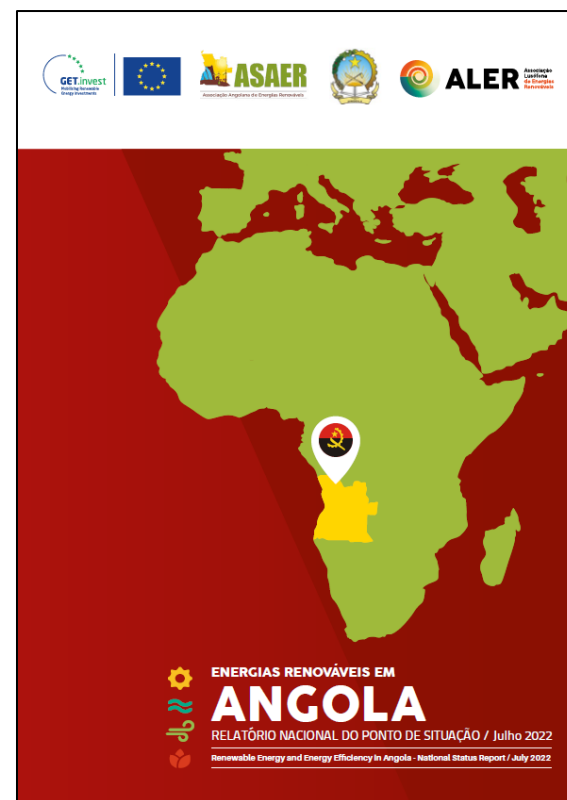 GET.invest
Mobilising Renewable
Energy Investments
ASAER
Associação Angolana de Energias Renováveis
ALER
Associação
Lusófona
de Energias
Renováveis
ENERGIAS RENOVÁVEIS EM
ANGOLA
RELATÓRIO NACIONAL DO PONTO DE SITUAÇÃO / Julho 2022
Renewable Energy and Energy Efficiency in Angola - National Status Report / July 2022